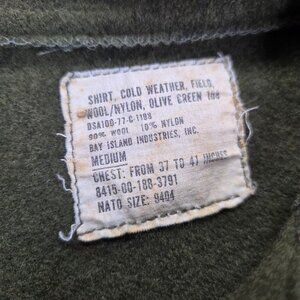 SHIRT, COLD WEATHER, FIELD,
WOOL/NYLON, OLIVE GREEN 108
DSA100-77-C-1188
90% WOOL 10% NYLON
BAY ISLAND INDUSTRIES, INC.
MEDIUM
CHEST: FROM 37 TO 41 INCHES
8415-00-188-3791
NATO SIZE: 9404